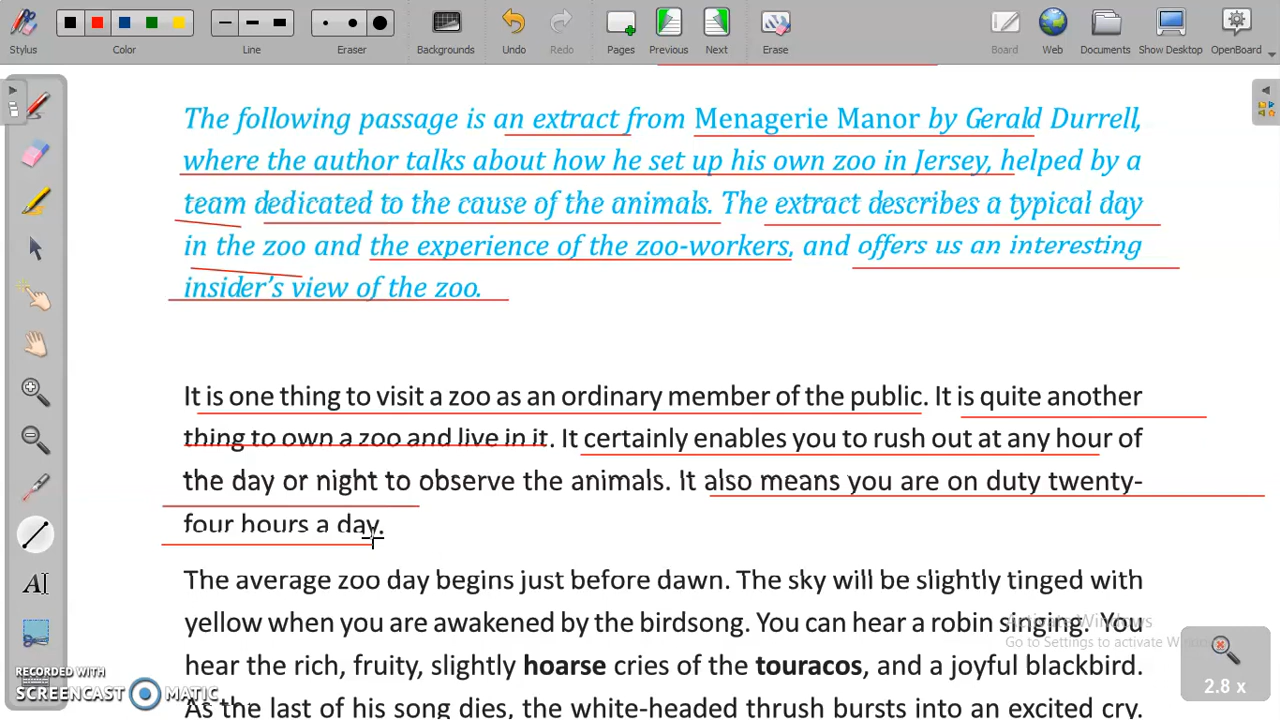 Stylus Color Line Eraser Backgrounds Undo Redo Pages Previous Next Erase Board Web Documents Show Desktop OpenBoard
The following passage is an extract from Menagerie Manor by Gerald Durrell,
where the author talks about how he set up his own zoo in Jersey, helped by a
team dedicated to the cause of the animals. The extract describes a typical day
in the zoo and the experience of the zoo-workers, and offers us an interesting
insider's view of the zoo.
It is one thing to visit a zoo as an ordinary member of the public. It is quite another
thing to own a zoo and live in it. It certainly enables you to rush out at any hour of
the day or night to observe the animals. It also means you are on duty twenty-
four hours a day.
The average zoo day begins just before dawn. The sky will be slightly tinged with
yellow when you are awakened by the birdsong. You can hear a robin singing. You
hear the rich, fruity, slightly hoarse cries of the touracos, and a joyful blackbird.
As the last of his song dies, the white-headed thrush bursts into an excited cry.
Activate Windows
Go to Settings to activate
RECORDED WITH
SCREENCAST MATIC
2.8 x